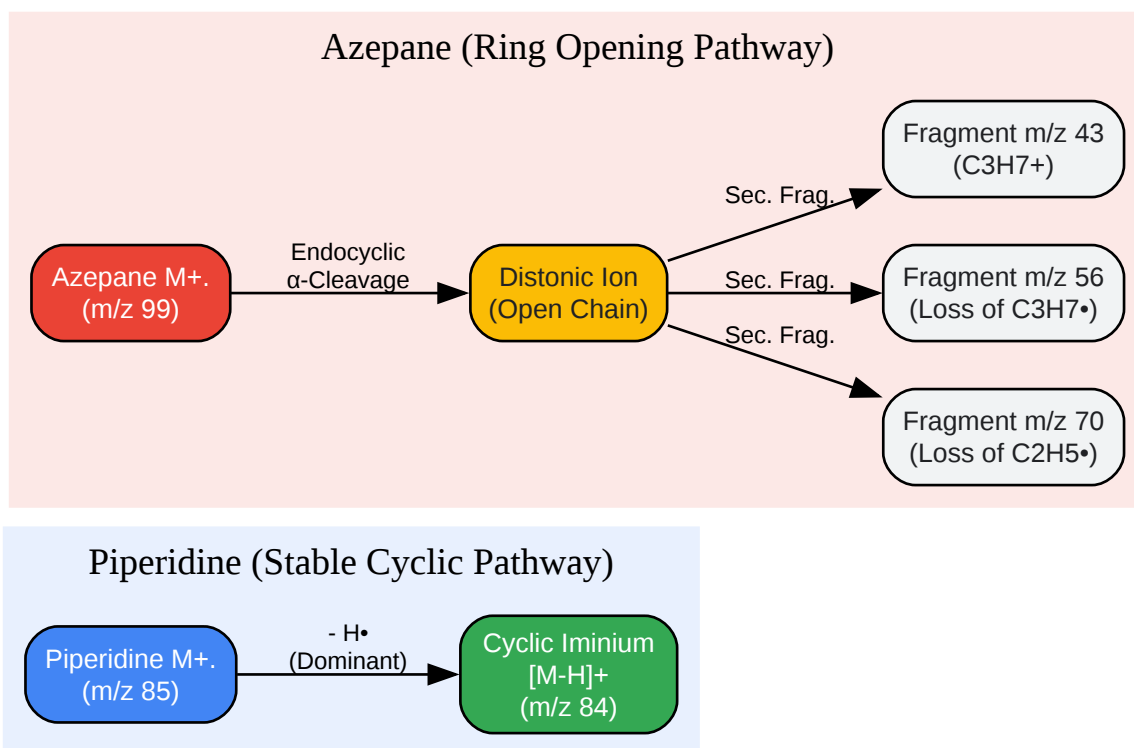 Azepane (Ring Opening Pathway)
Azepane M+.
(m/z 99)
Endocyclic
α-Cleavage
Distonic Ion
(Open Chain)
Sec. Frag.
Fragment m/z 43
(C3H7+)
Sec. Frag.
Fragment m/z 56
(Loss of C3H7•)
Sec. Frag.
Fragment m/z 70
(Loss of C2H5•)
Piperidine (Stable Cyclic Pathway)
Piperidine M+.
(m/z 85)
- H•
(Dominant)
Cyclic Iminium
[M-H]+
(m/z 84)